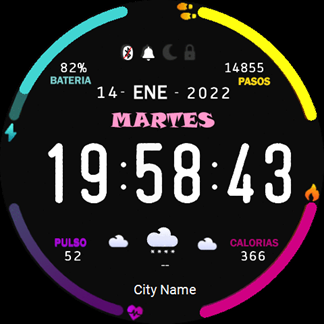 82% 14855
BATERIA PASOS
14- ENE - 2022
MARTES
19:58:43
PULSO CALORIAS
52 366
--
City Name